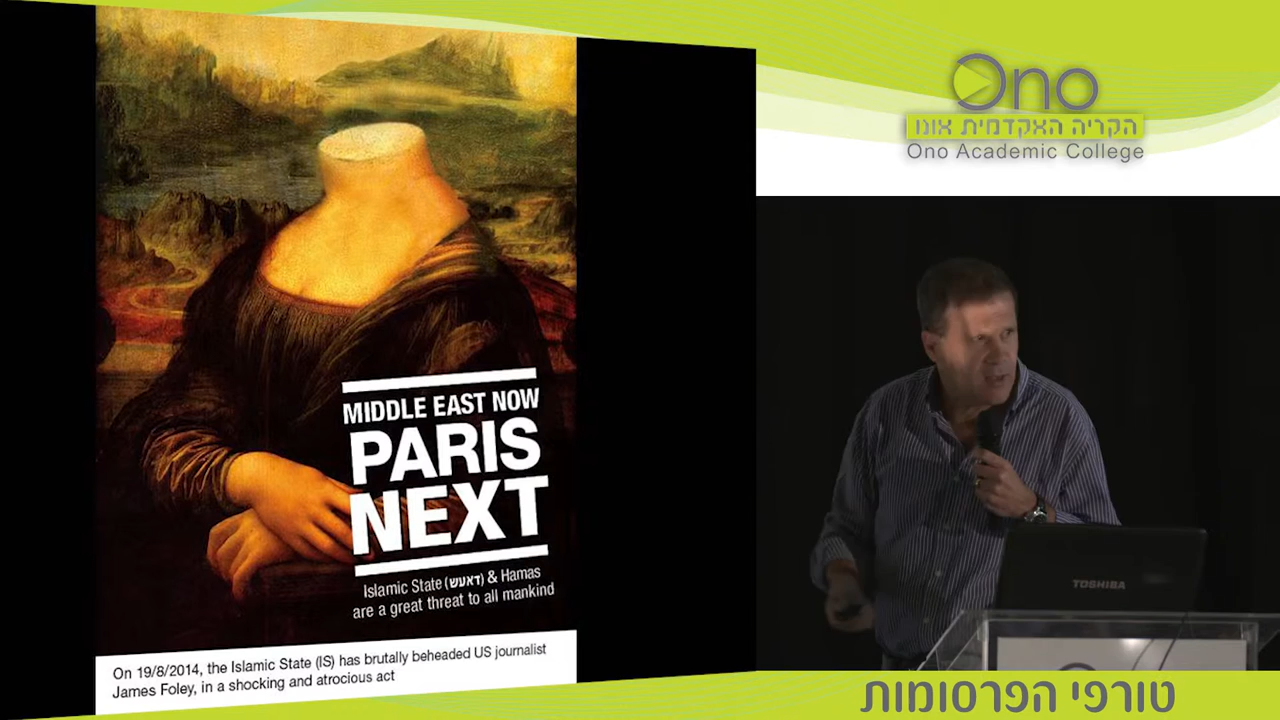 MIDDLE EAST NOW
PARIS
NEXT
Islamic State (דאעש) & Hamas
are a great threat to all mankind
On 19/8/2014, the Islamic State (IS) has brutally beheaded US journalist
James Foley, in a shocking and atrocious act
Ono
הקריה האקדמית אונו
Ono Academic College
TOSHIBA
טורפי הפרסומות